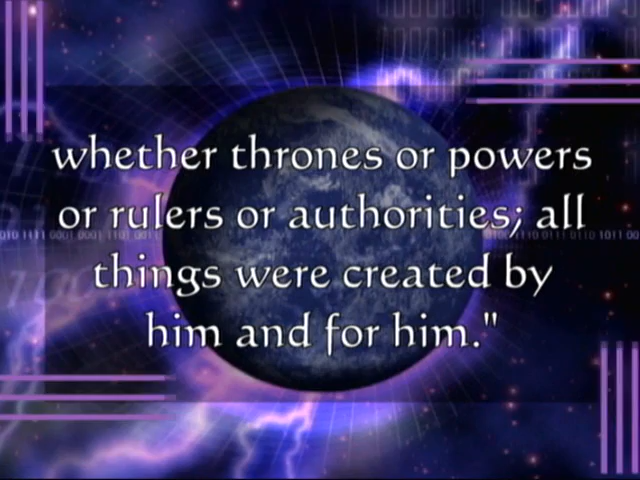 whether thrones or powers
or rulers or authorities; all
things were created by
him and for him."